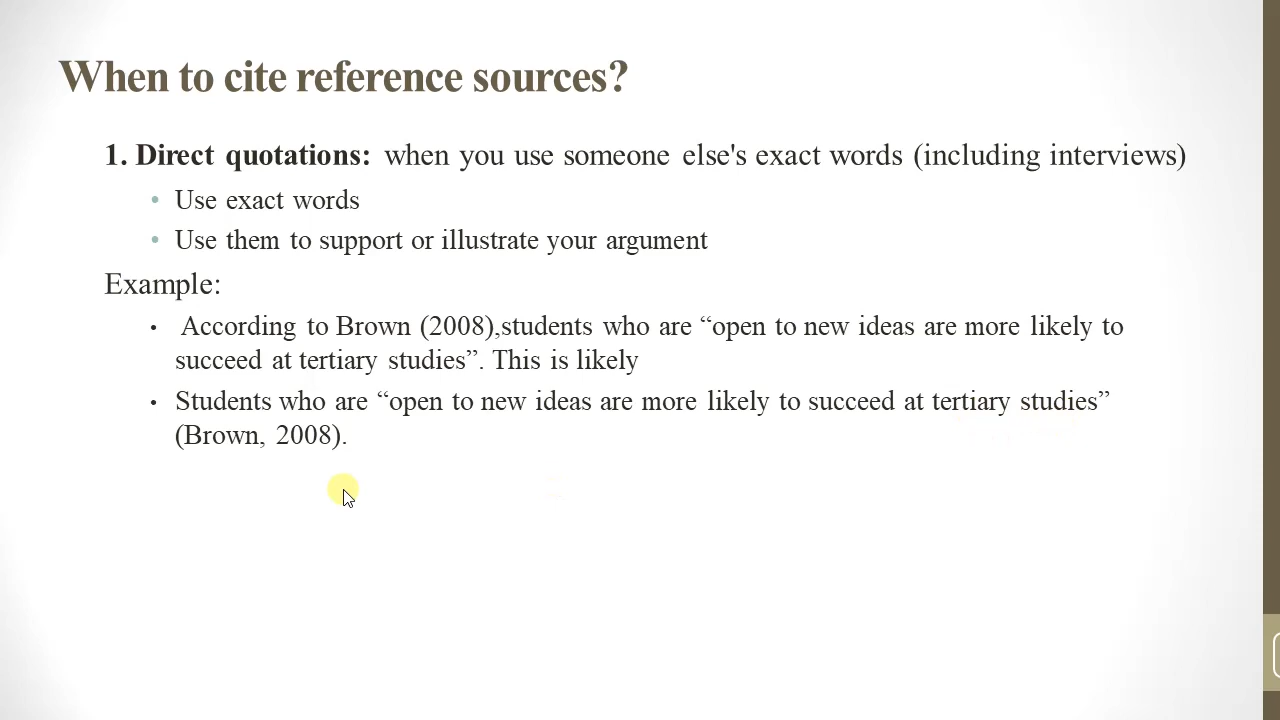 When to cite reference sources?
1. Direct quotations: when you use someone else's exact words (including interviews)
• Use exact words
• Use them to support or illustrate your argument
Example:
• According to Brown (2008),students who are “open to new ideas are more likely to
succeed at tertiary studies”. This is likely
• Students who are “open to new ideas are more likely to succeed at tertiary studies”
(Brown, 2008).